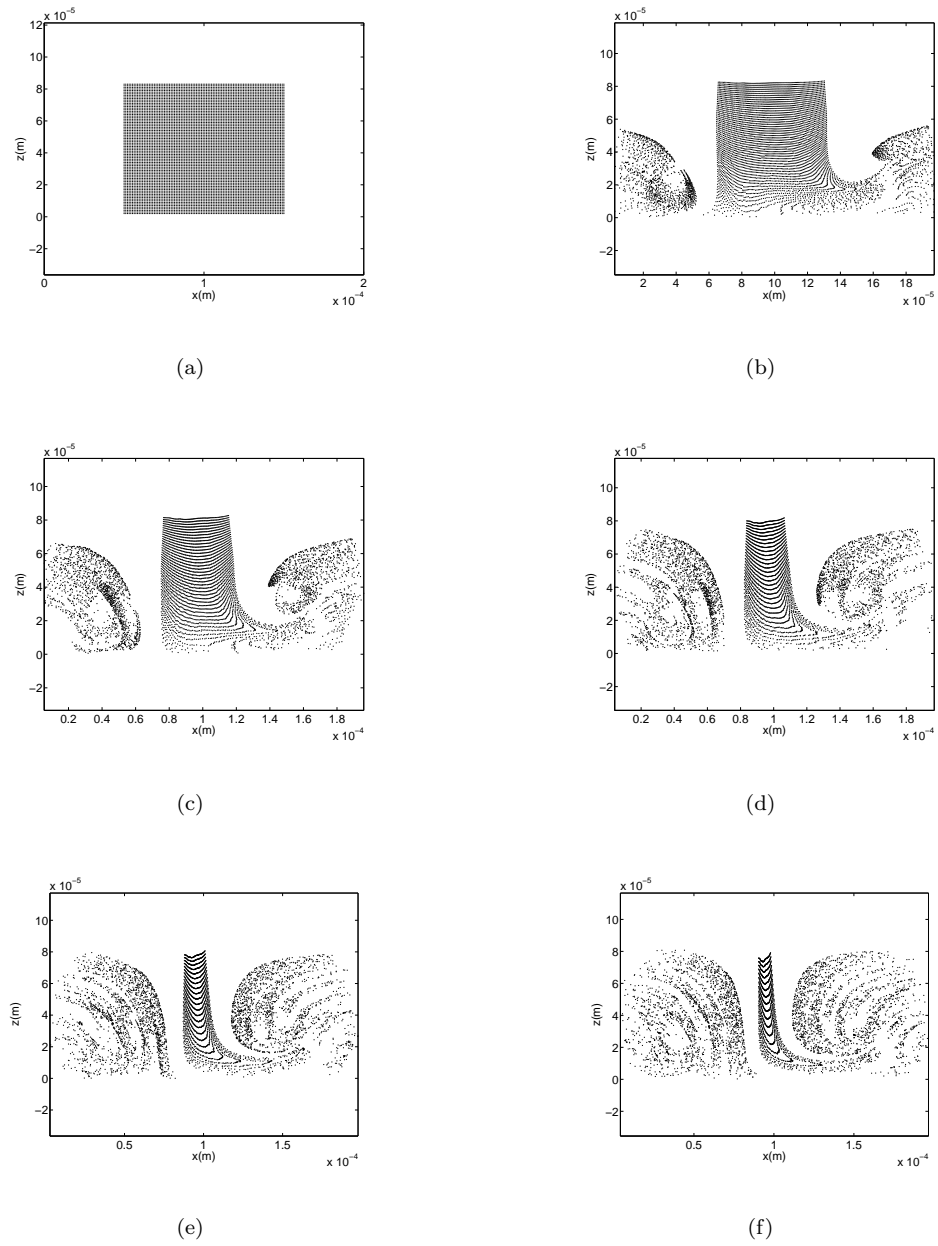 x 10⁻⁵
12
10
8
6
4
2
0
−2
z(m)
0
1
2
x(m)
x 10⁻⁴
(a)
x 10⁻⁵
10
8
6
4
2
0
−2
z(m)
2 4 6 8 10 12 14 16 18
x(m)
x 10⁻⁵
(b)
x 10⁻⁵
10
8
6
4
2
0
−2
z(m)
0.2 0.4 0.6 0.8 1 1.2 1.4 1.6 1.8
x(m)
x 10⁻⁴
(c)
x 10⁻⁵
10
8
6
4
2
0
−2
z(m)
0.2 0.4 0.6 0.8 1 1.2 1.4 1.6 1.8
x(m)
x 10⁻⁴
(d)
x 10⁻⁵
10
8
6
4
2
0
−2
z(m)
0.5 1 1.5
x(m)
x 10⁻⁴
(e)
x 10⁻⁵
10
8
6
4
2
0
−2
z(m)
0.5 1 1.5
x(m)
x 10⁻⁴
(f)